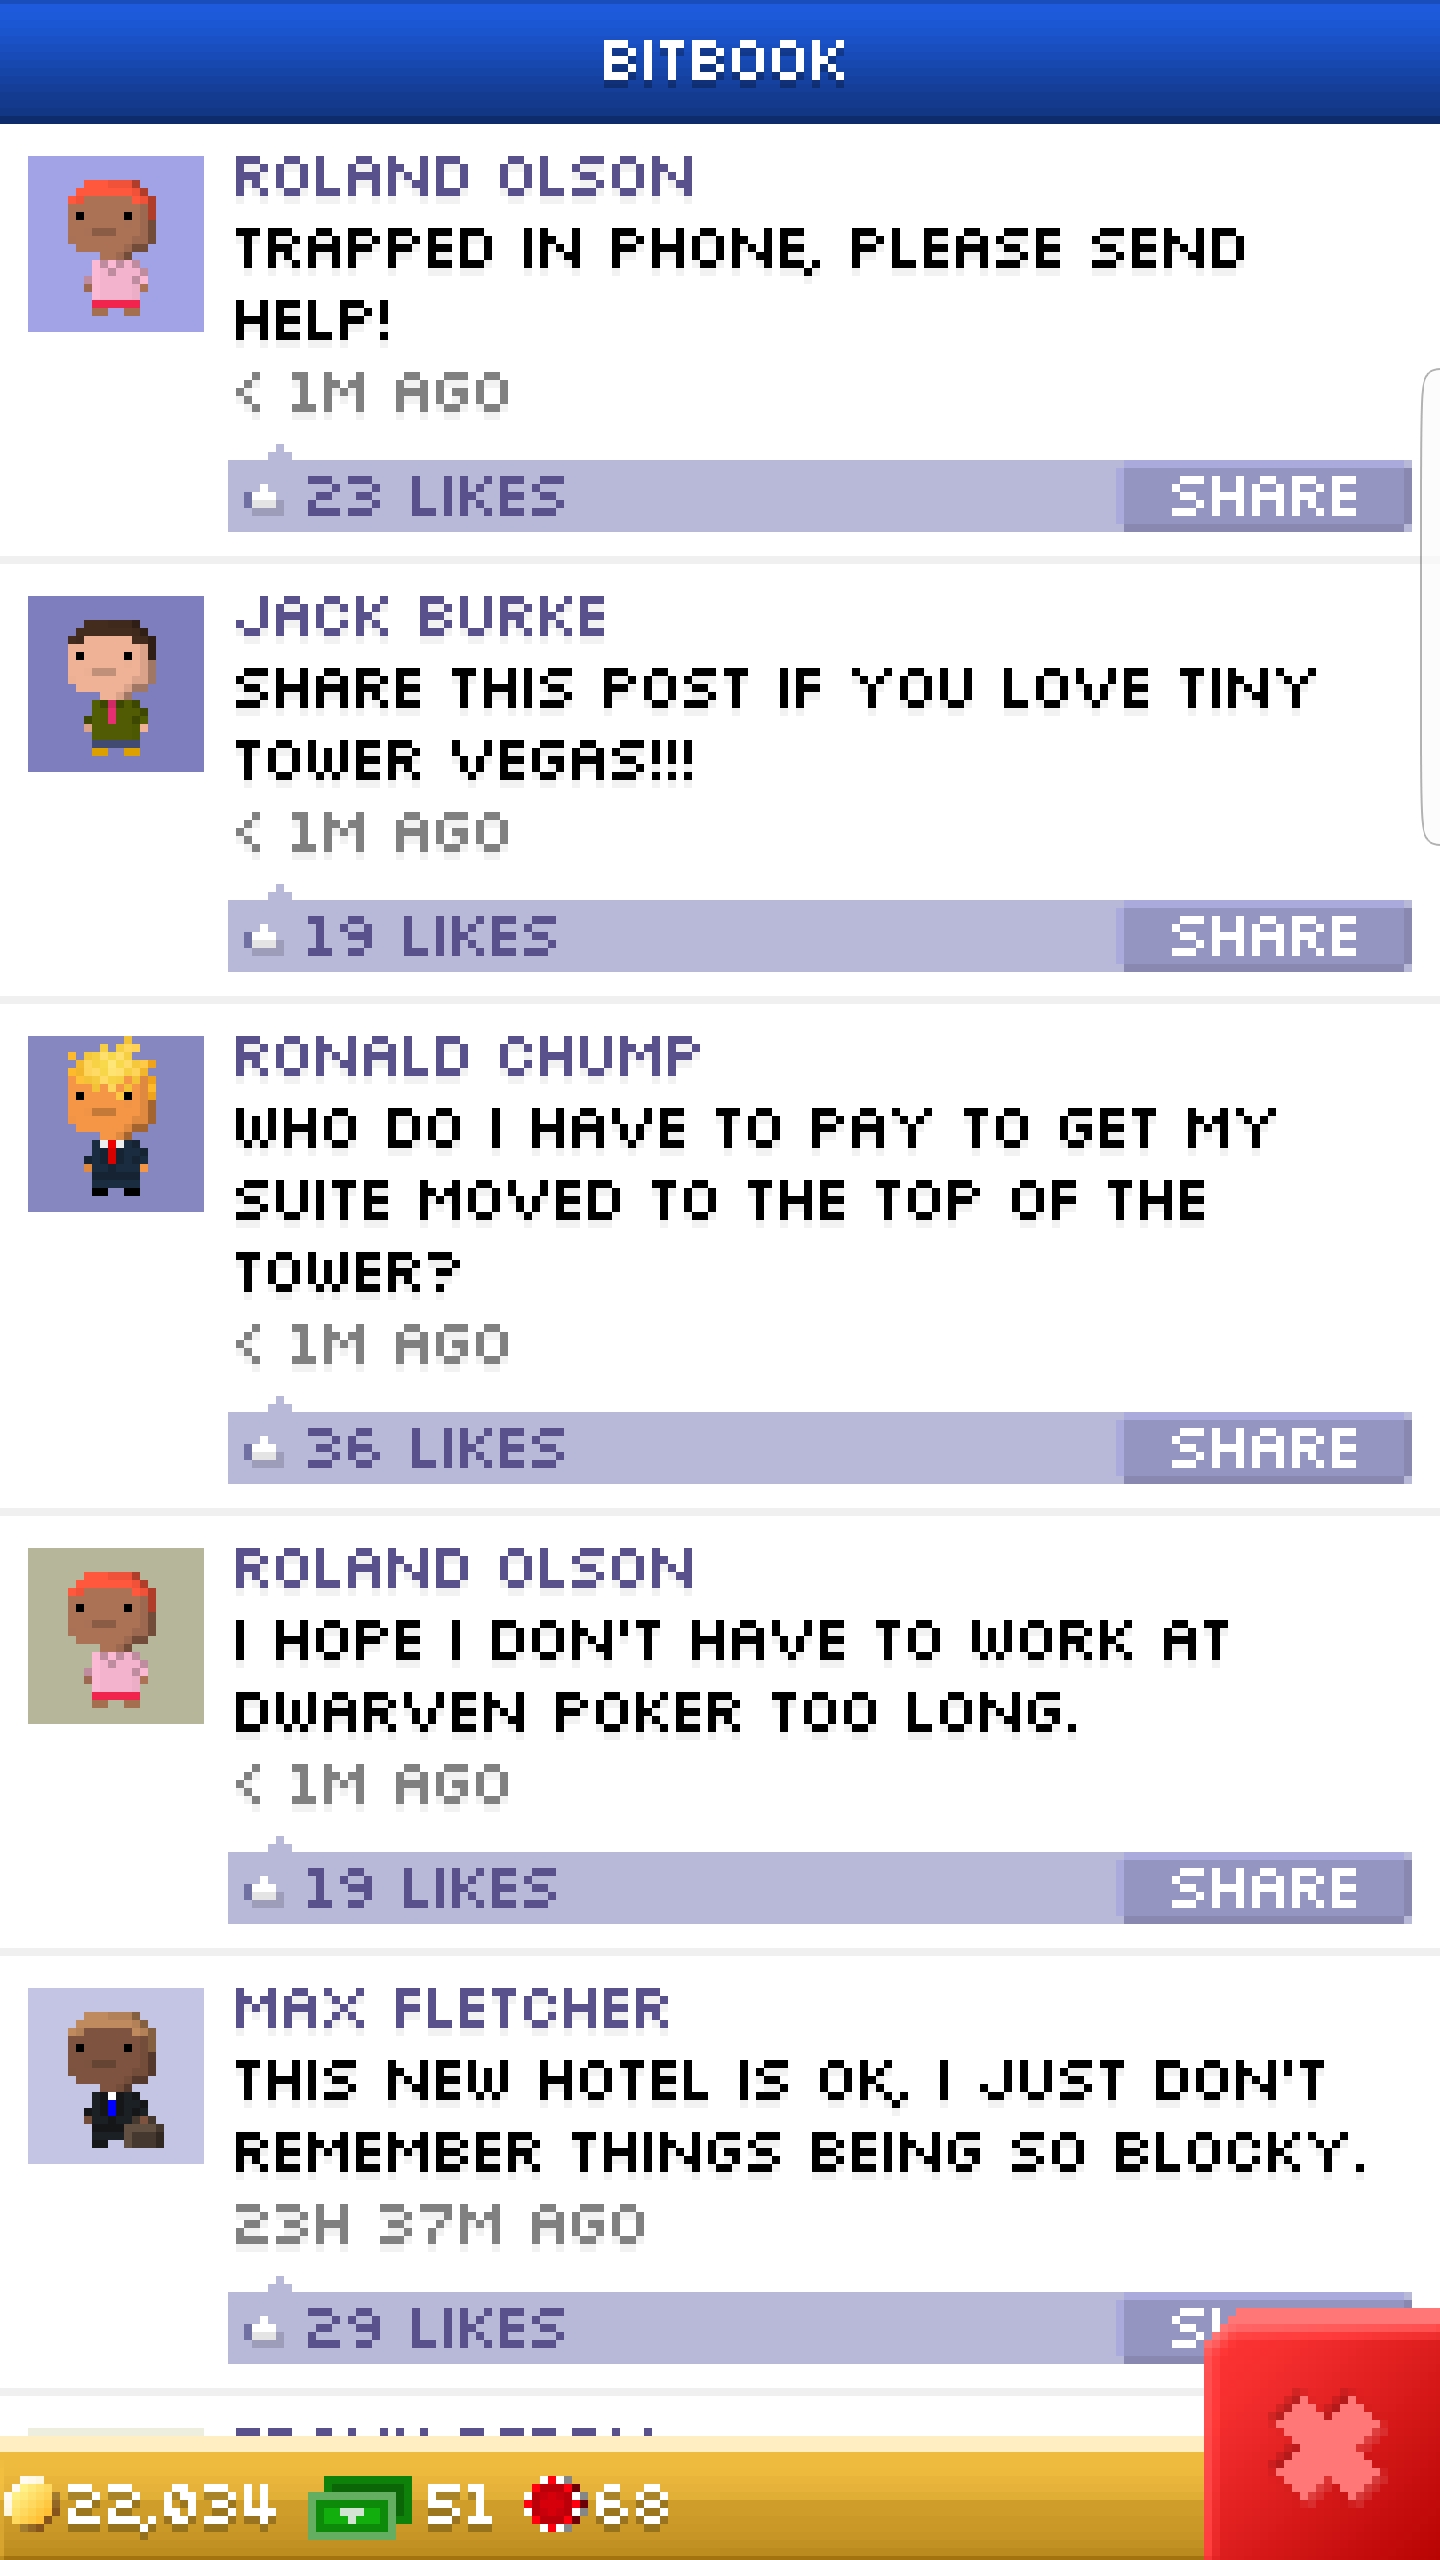 BITBOOK
ROLAND OLSON
TRAPPED IN PHONE, PLEASE SEND
HELP!
< 1M AGO
23 LIKES SHARE
JACK BURKE
SHARE THIS POST IF YOU LOVE TINY
TOWER VEGAS!!!
< 1M AGO
19 LIKES SHARE
RONALD CHUMP
WHO DO I HAVE TO PAY TO GET MY
SUITE MOVED TO THE TOP OF THE
TOWER?
< 1M AGO
36 LIKES SHARE
ROLAND OLSON
I HOPE I DON'T HAVE TO WORK AT
DWARVEN POKER TOO LONG.
< 1M AGO
19 LIKES SHARE
MAX FLETCHER
THIS NEW HOTEL IS OK, I JUST DON'T
REMEMBER THINGS BEING SO BLOCKY.
23H 37M AGO
29 LIKES
22,034 51 68